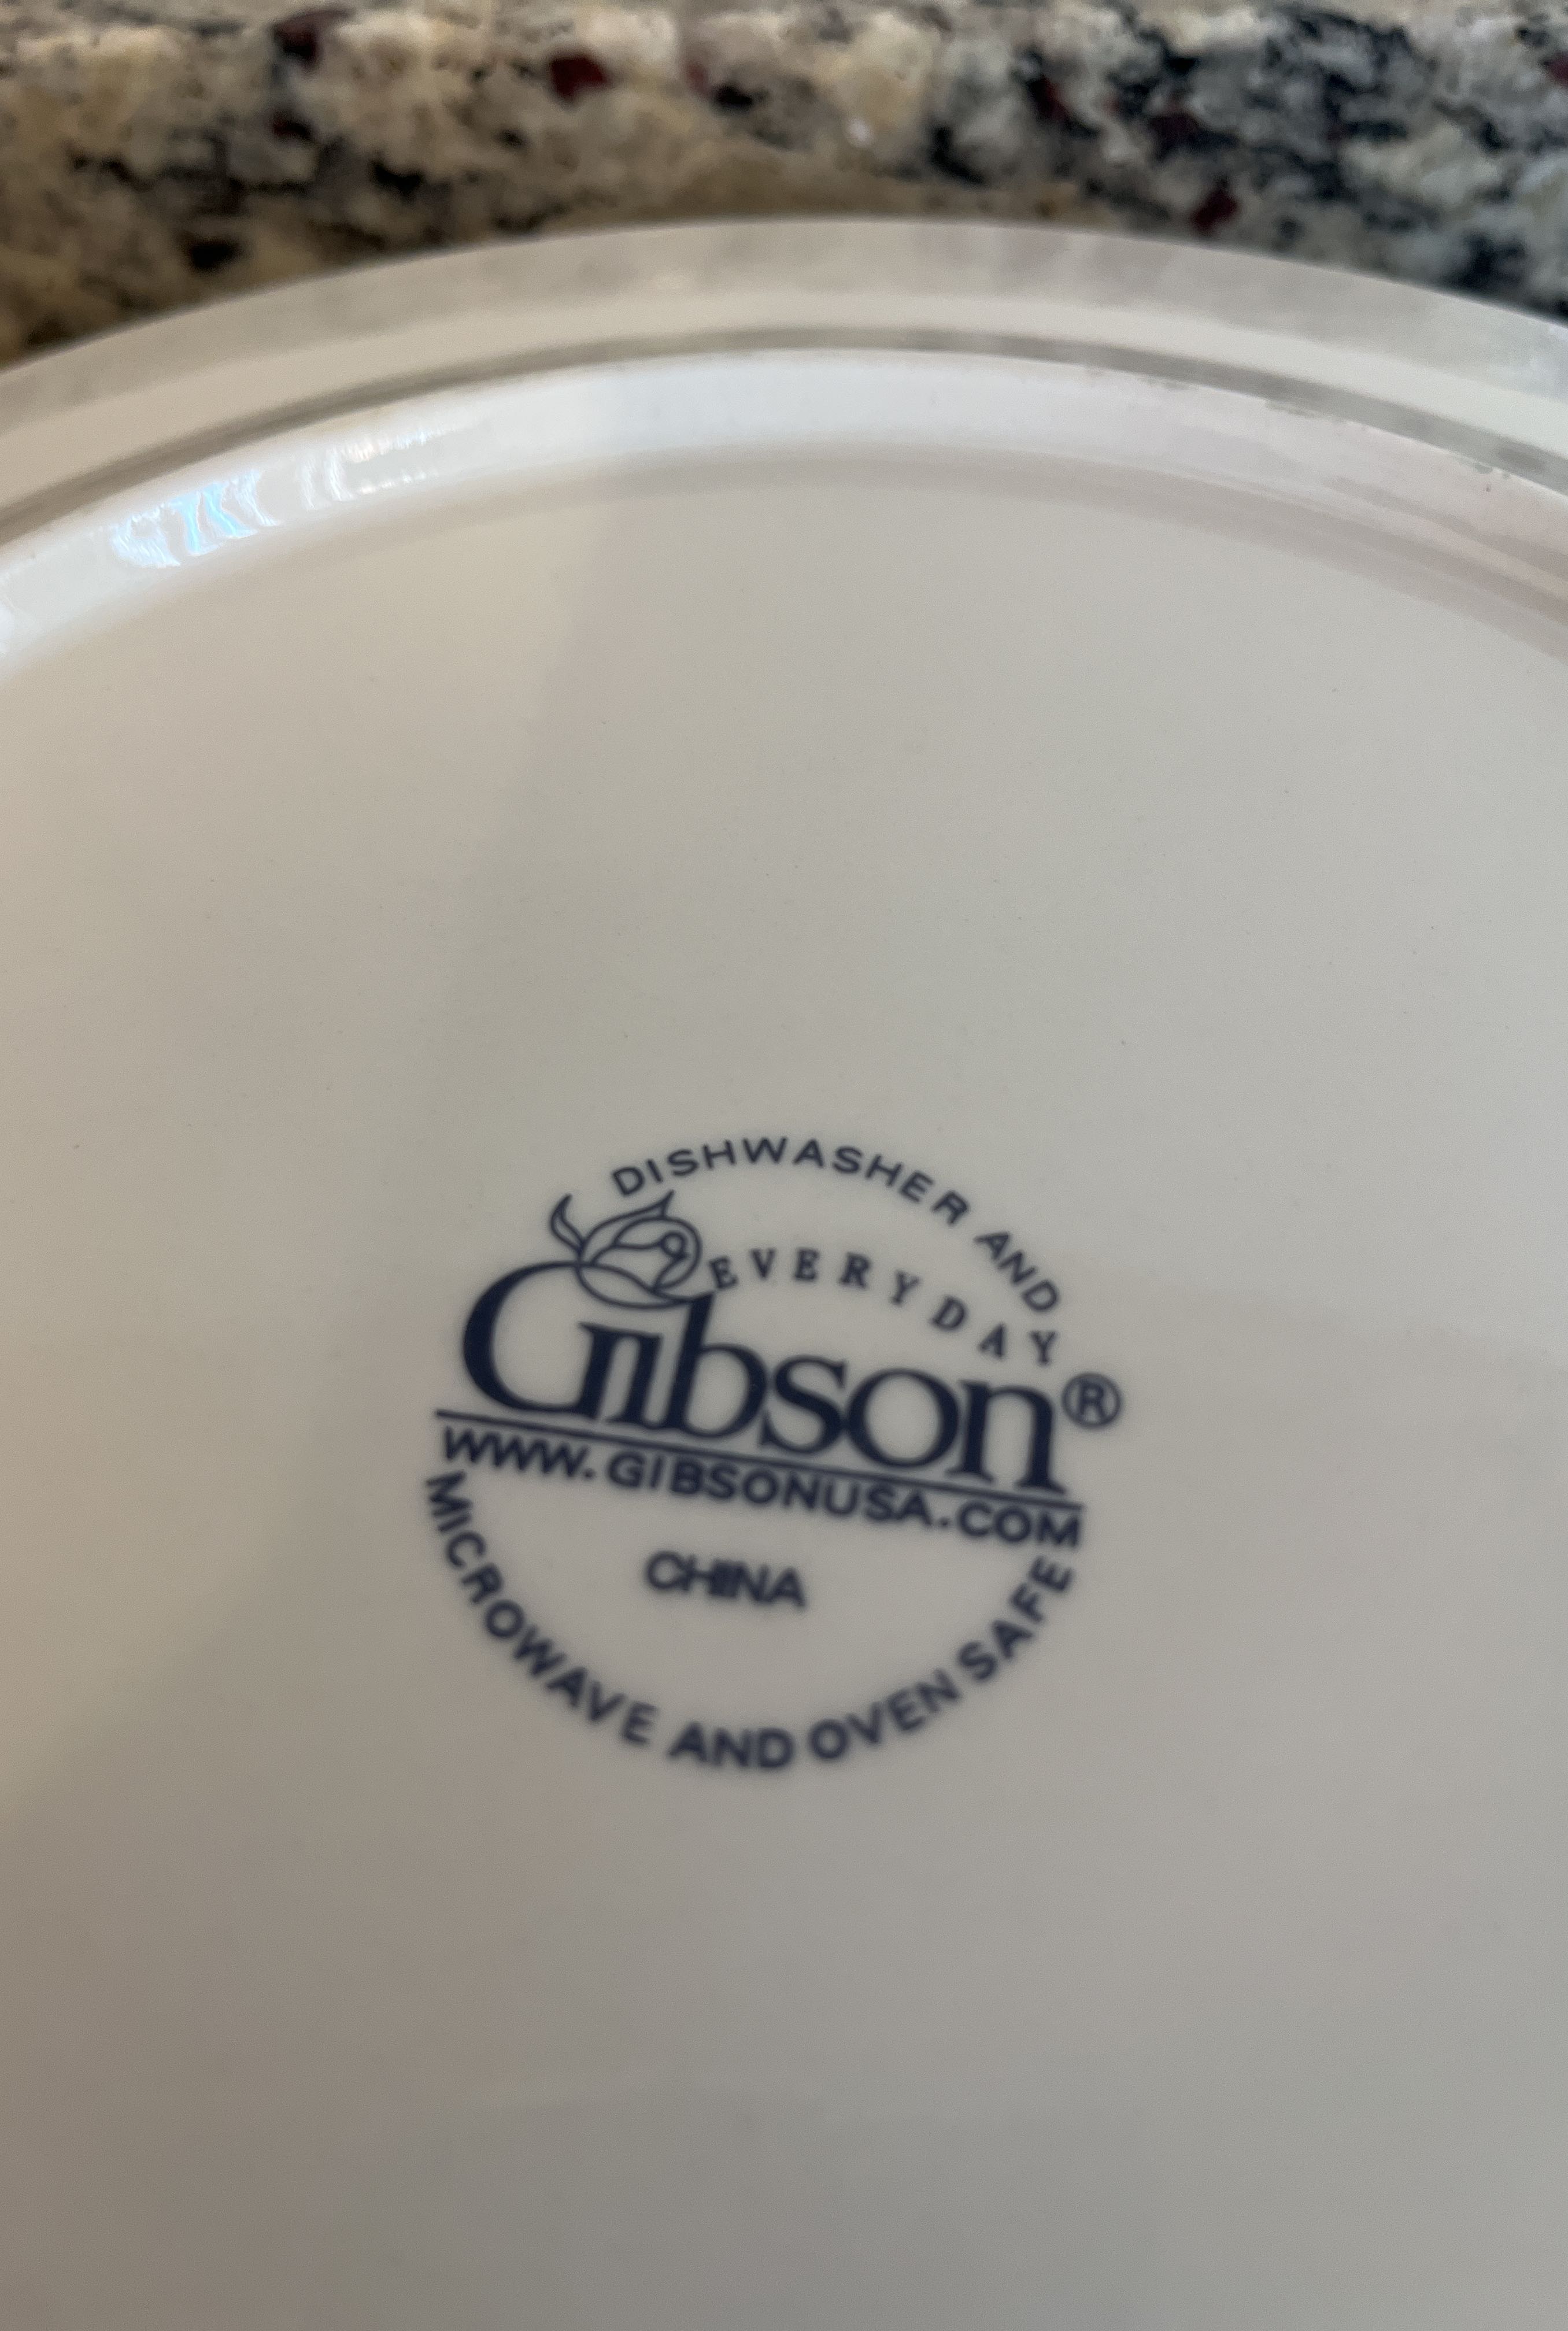 DISHWASHER AND
EVERYDAY
Gibson®
WWW.GIBSONUSA.COM
CHINA
MICROWAVE AND OVEN SAFE